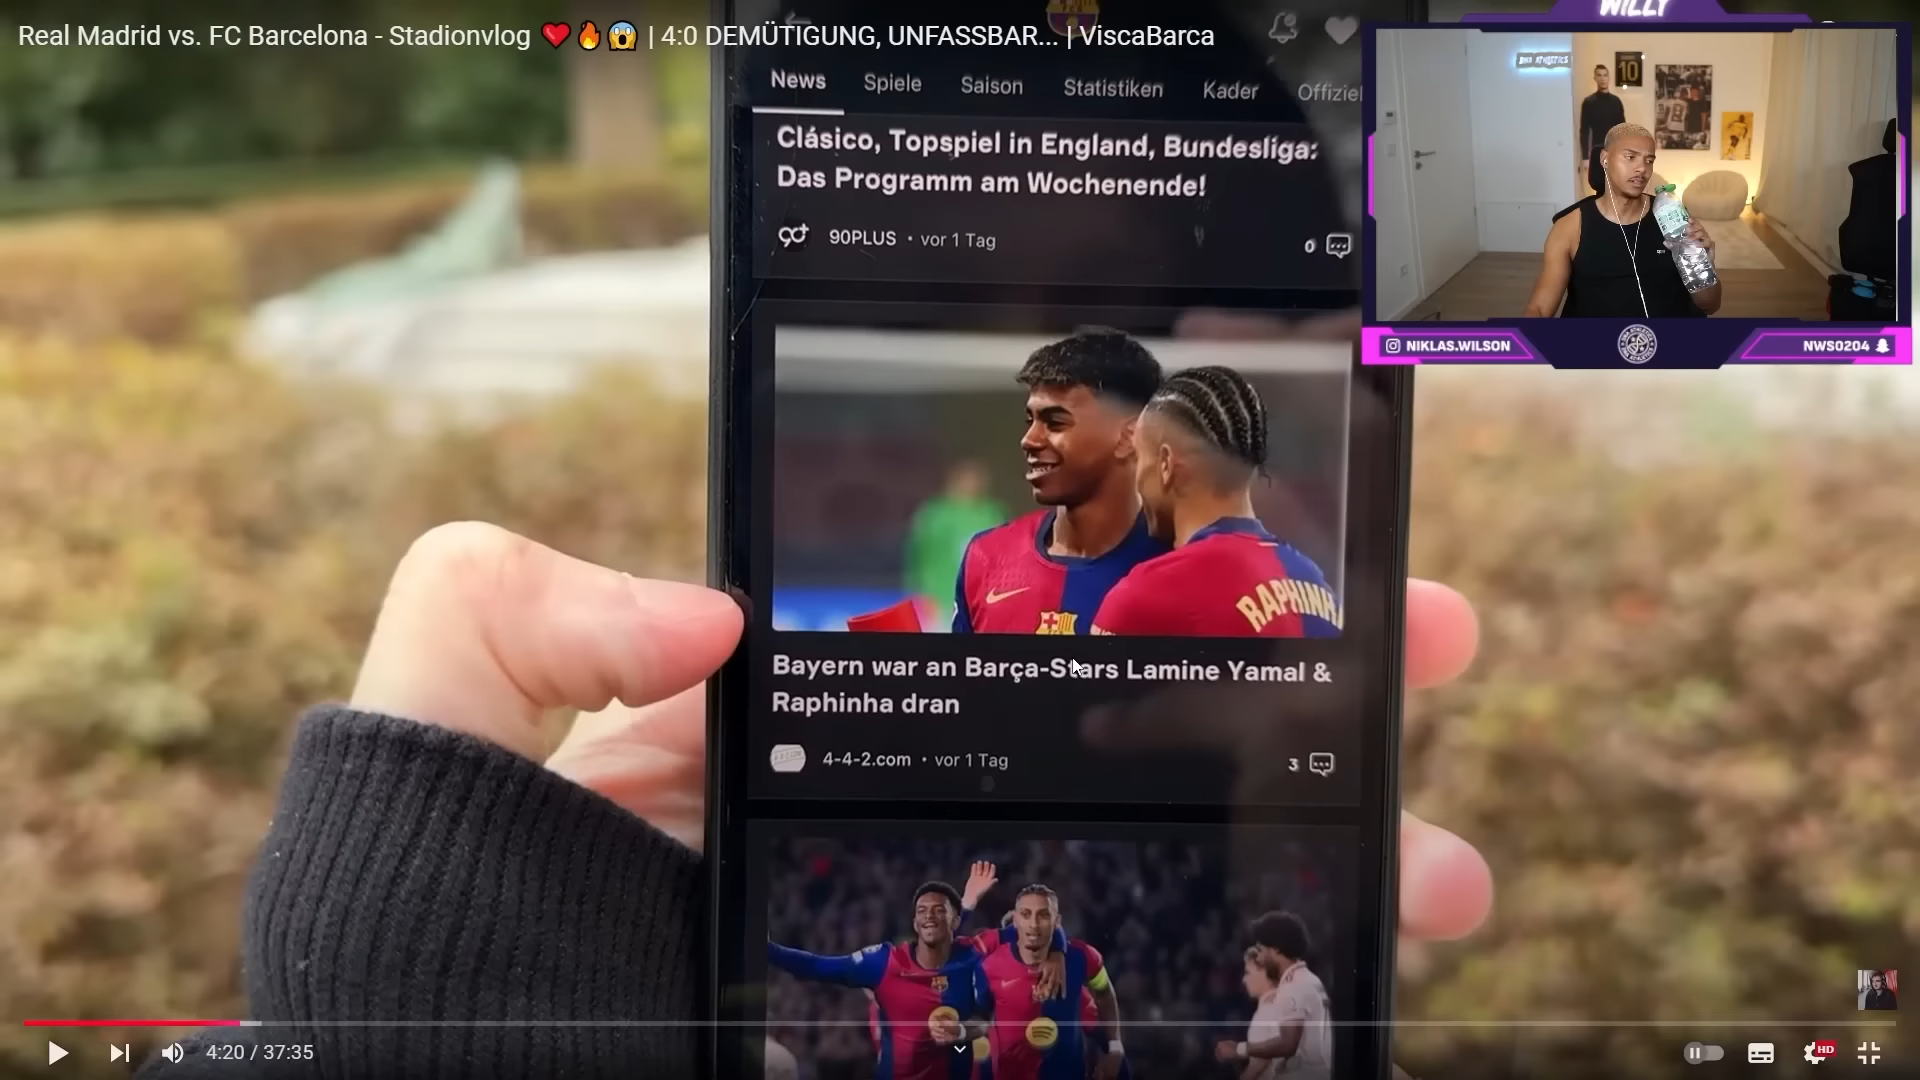 Real Madrid vs. FC Barcelona - Stadionvlog ❤️🔥😱 | 4:0 DEMÜTIGUNG, UNFASSBAR... | ViscaBarca
WILLY
News Spiele Saison Statistiken Kader Offiziel
Clásico, Topspiel in England, Bundesliga:
Das Programm am Wochenende!
90PLUS • vor 1 Tag 0
10
NIKLAS.WILSON
NWS0204
RAPHINHA
Bayern war an Barça-Stars Lamine Yamal &
Raphinha dran
4-4-2.com • vor 1 Tag 3
4:20 / 37:35
HD